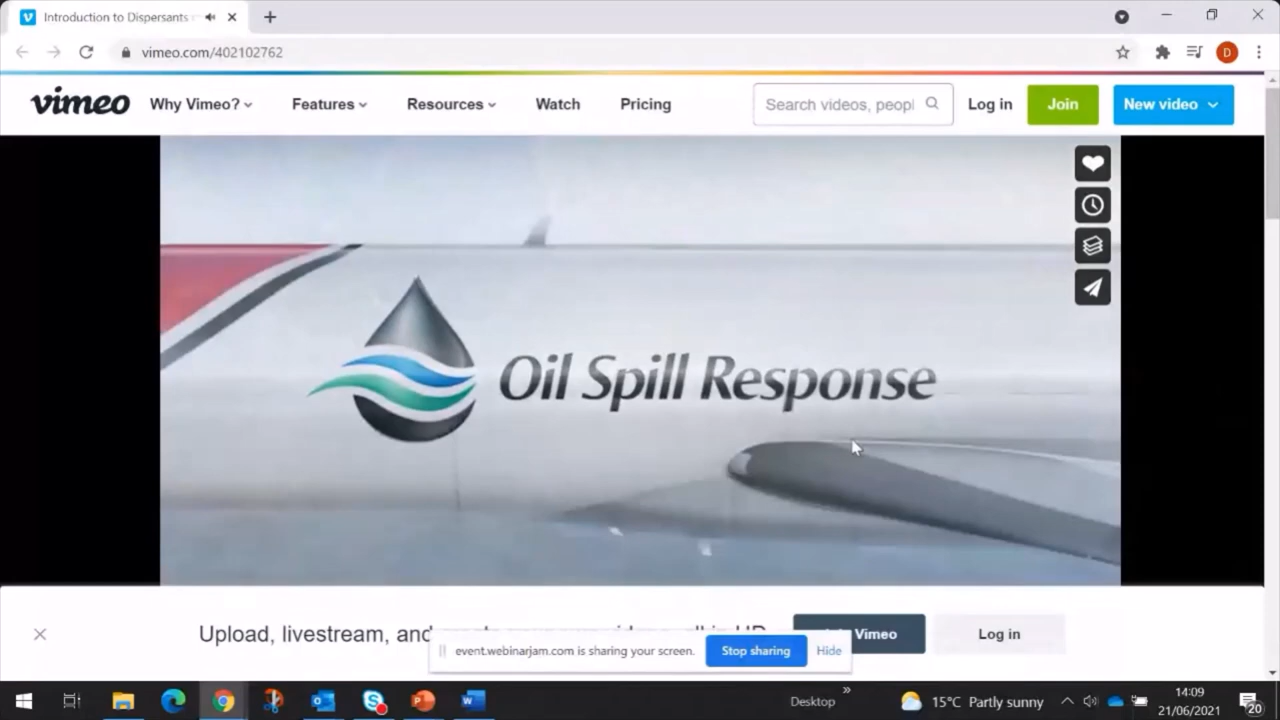 Introduction to Dispersants
vimeo.com/402102762
D
vimeo
Why Vimeo?
Features
Resources
Watch
Pricing
Search videos, peopl
Log in
Join
New video
Oil Spill Response
Upload, livestream, and
Vimeo
Log in
event.webinarjam.com is sharing your screen.
Stop sharing
Hide
Desktop
15°C Partly sunny
14:09
21/06/2021
20